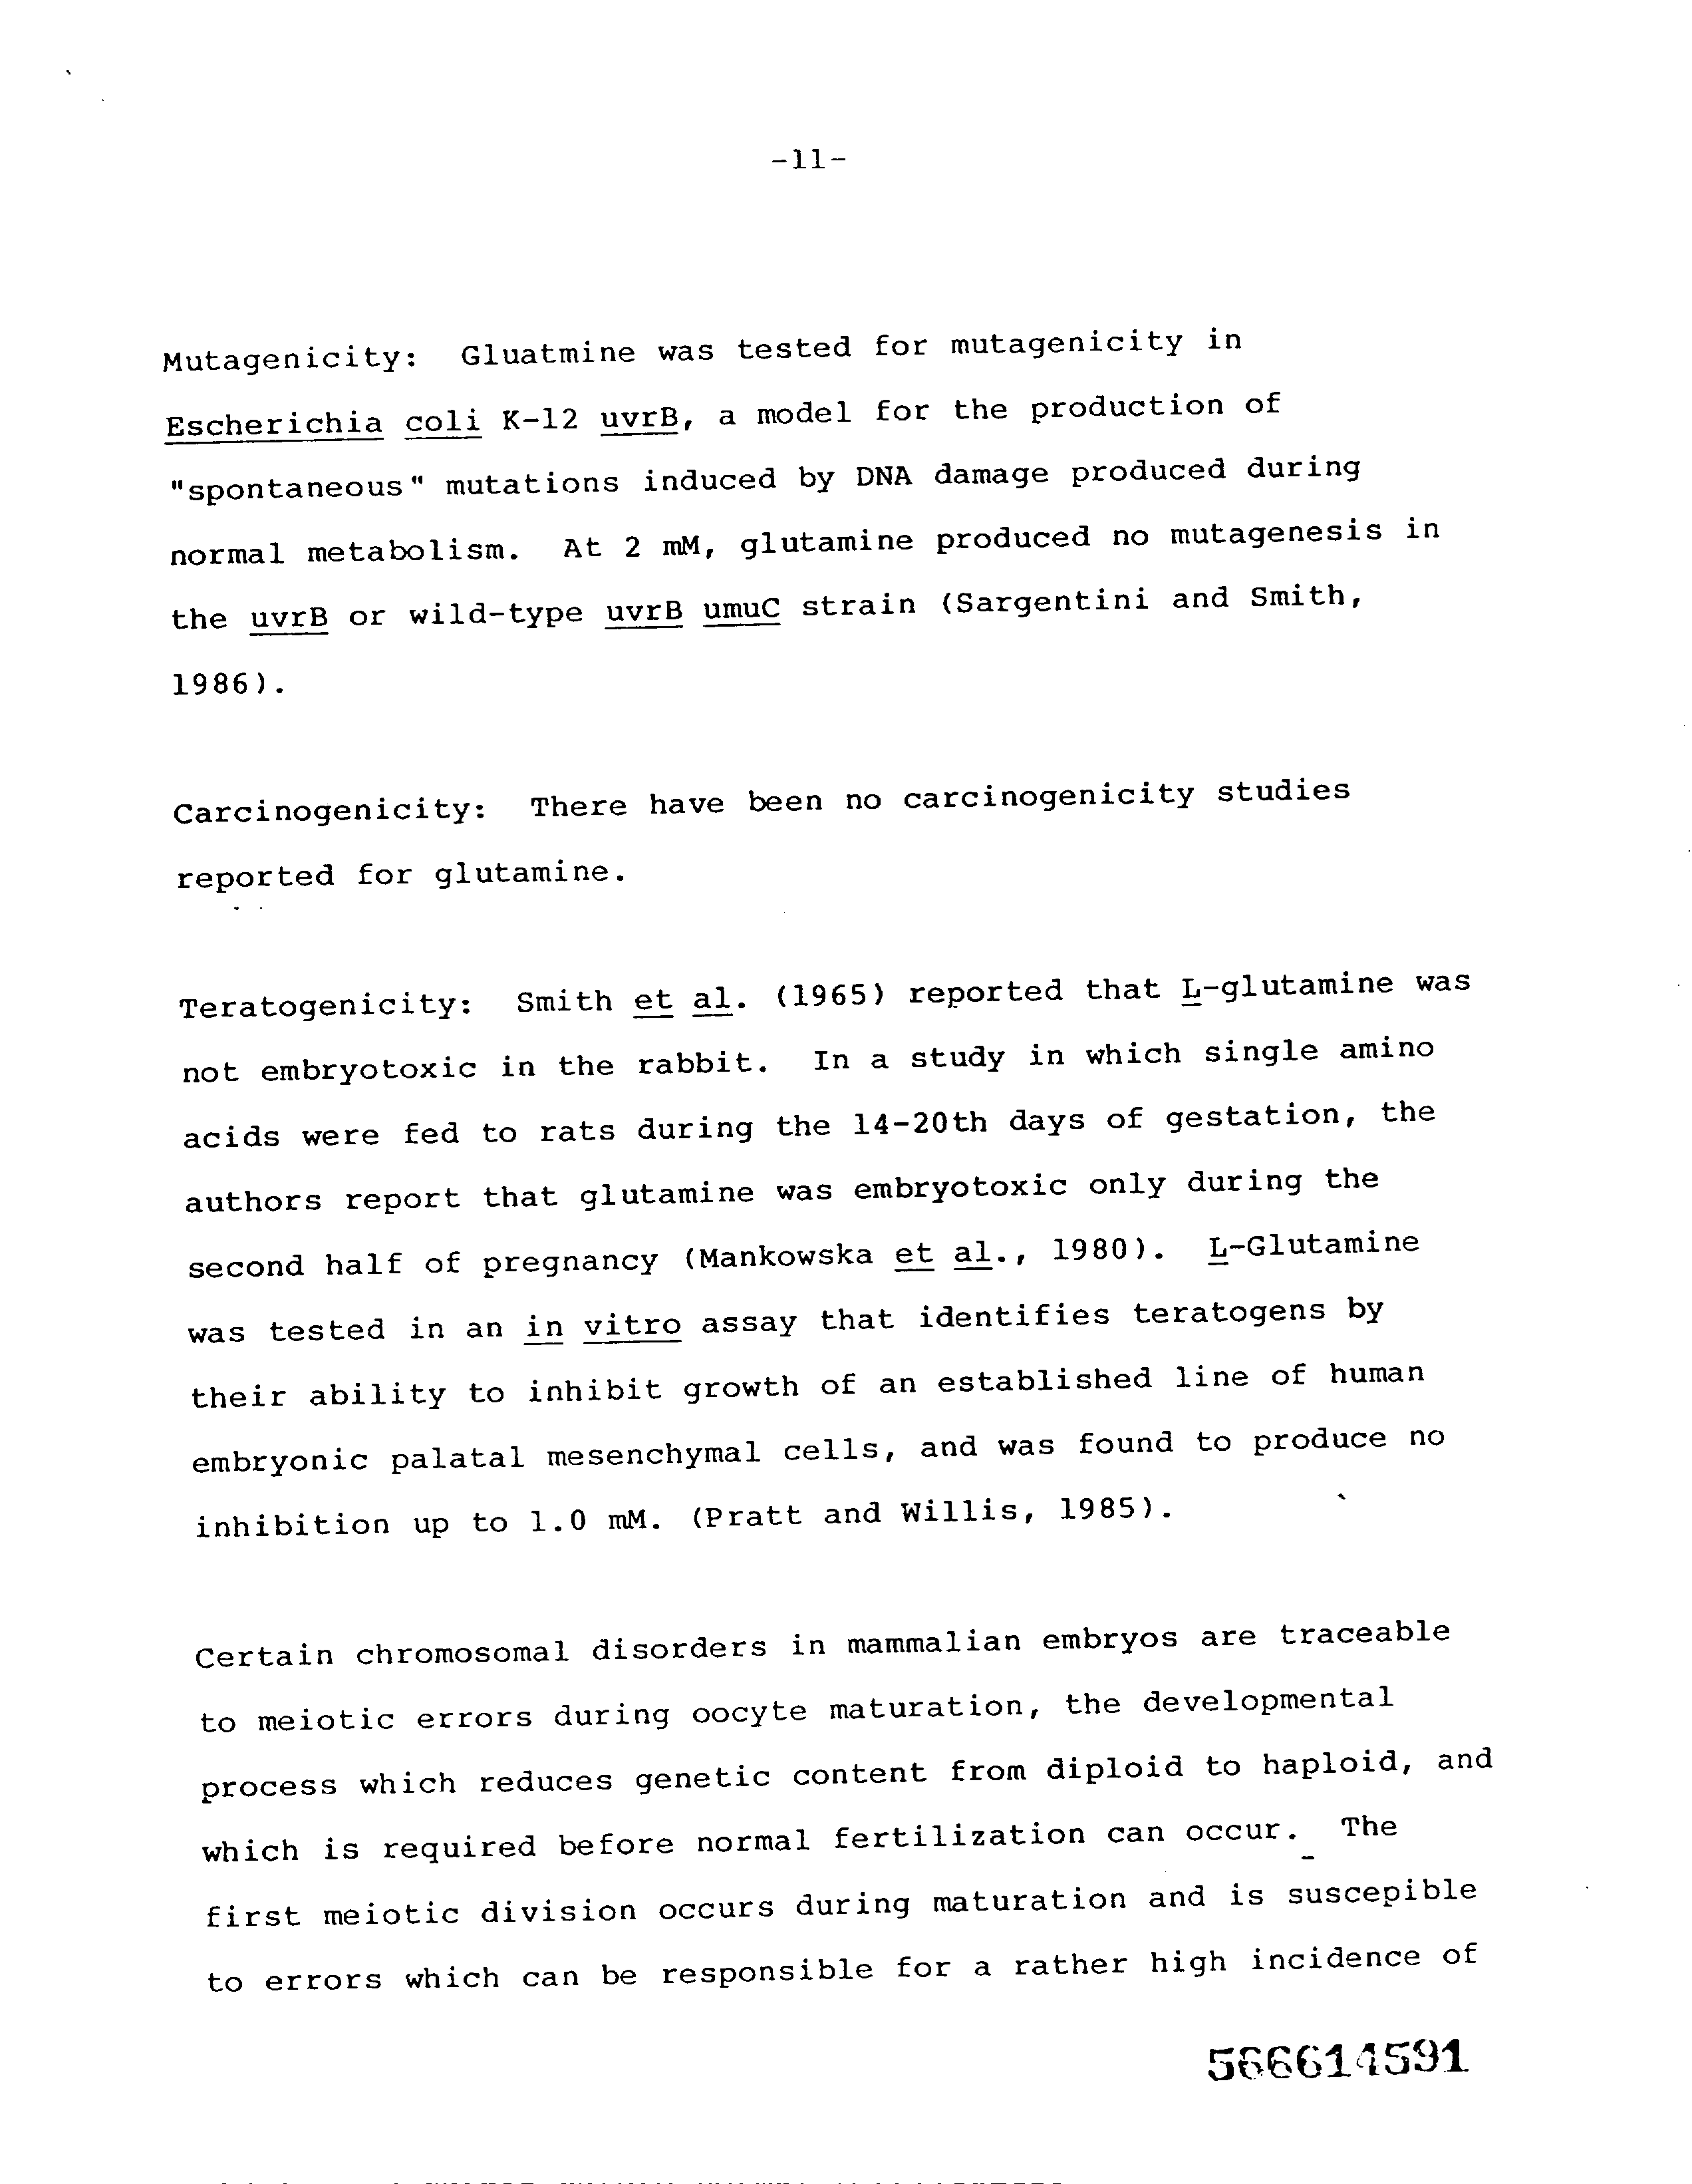 -11-
Mutagenicity: Gluatmine was tested for mutagenicity in
Escherichia coli K-12 uvrB, a model for the production of
"spontaneous" mutations induced by DNA damage produced during
normal metabolism. At 2 mM, glutamine produced no mutagenesis in
the uvrB or wild-type uvrB umuC strain (Sargentini and Smith,
1986).
Carcinogenicity: There have been no carcinogenicity studies
reported for glutamine.
Teratogenicity: Smith et al. (1965) reported that L-glutamine was
not embryotoxic in the rabbit. In a study in which single amino
acids were fed to rats during the 14-20th days of gestation, the
authors report that glutamine was embryotoxic only during the
second half of pregnancy (Mankowska et al., 1980). L-Glutamine
was tested in an in vitro assay that identifies teratogens by
their ability to inhibit growth of an established line of human
embryonic palatal mesenchymal cells, and was found to produce no
inhibition up to 1.0 mM. (Pratt and Willis, 1985).
Certain chromosomal disorders in mammalian embryos are traceable
to meiotic errors during oocyte maturation, the developmental
process which reduces genetic content from diploid to haploid, and
which is required before normal fertilization can occur. The
first meiotic division occurs during maturation and is suscepible
to errors which can be responsible for a rather high incidence of
566614591